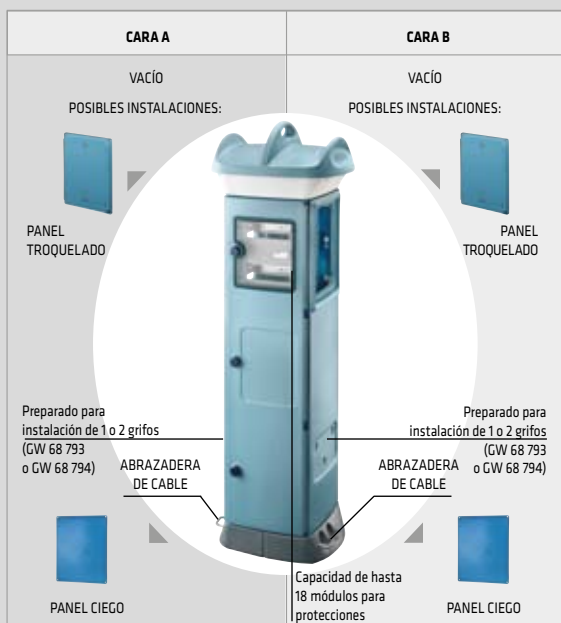 CARA A
CARA B
VACÍO
POSIBLES INSTALACIONES:
VACÍO
POSIBLES INSTALACIONES:
PANEL
TROQUELADO
PANEL
TROQUELADO
Preparado para
instalación de 1 o 2 grifos
(GW 68 793
o GW 68 794)
Preparado para
instalación de 1 o 2 grifos
(GW 68 793
o GW 68 794)
ABRAZADERA
DE CABLE
ABRAZADERA
DE CABLE
PANEL CIEGO
Capacidad de hasta
18 módulos para
protecciones
PANEL CIEGO